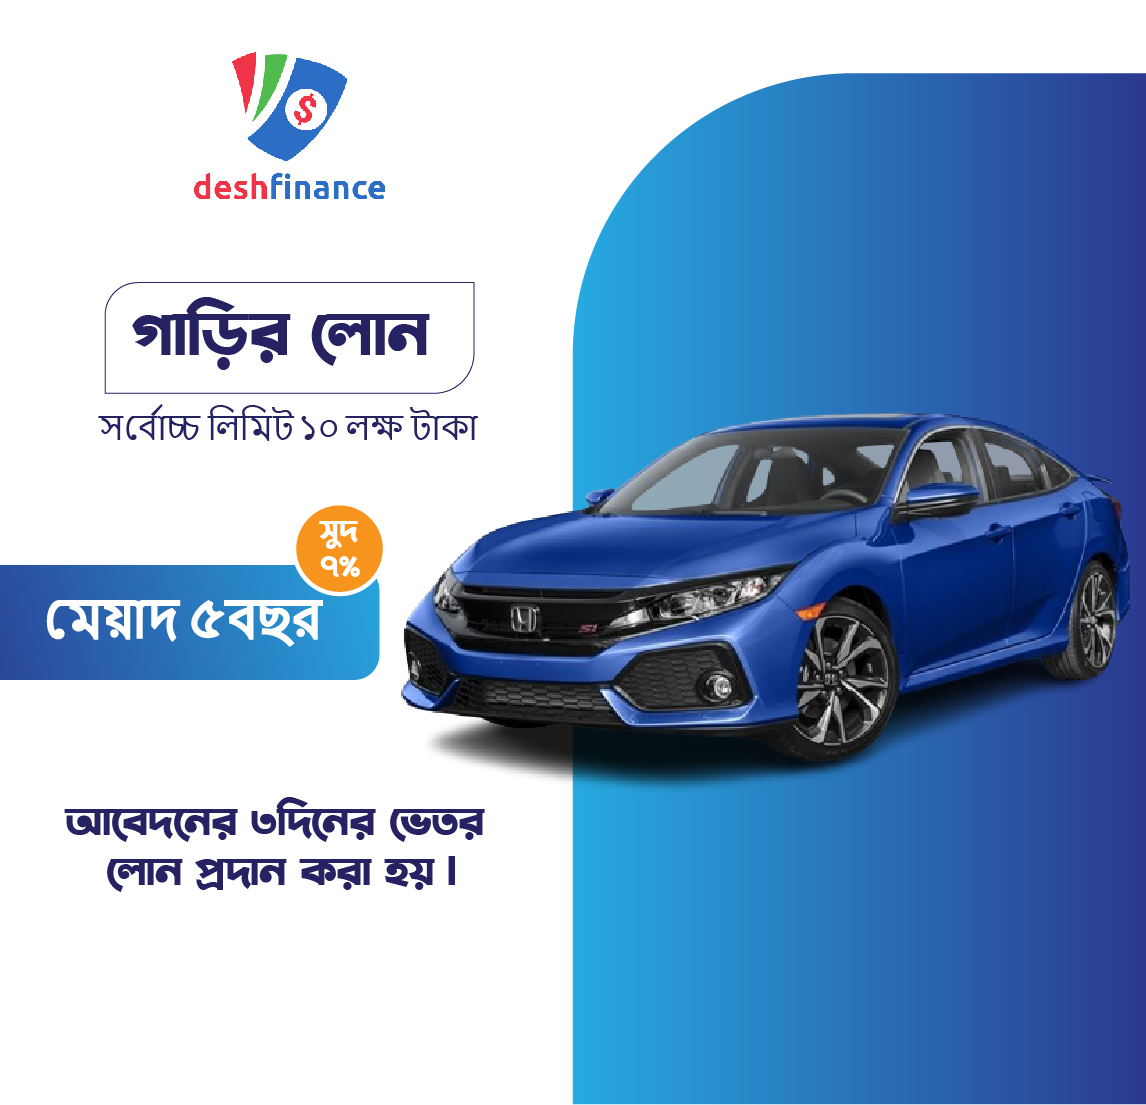 deshfinance
গাড়ির লোন
সর্বোচ্চ লিমিট ১০ লক্ষ টাকা
সুদ
৭%
মেয়াদ ৫বছর
আবেদনের ৩দিনের ভেতর
লোন প্রদান করা হয়।